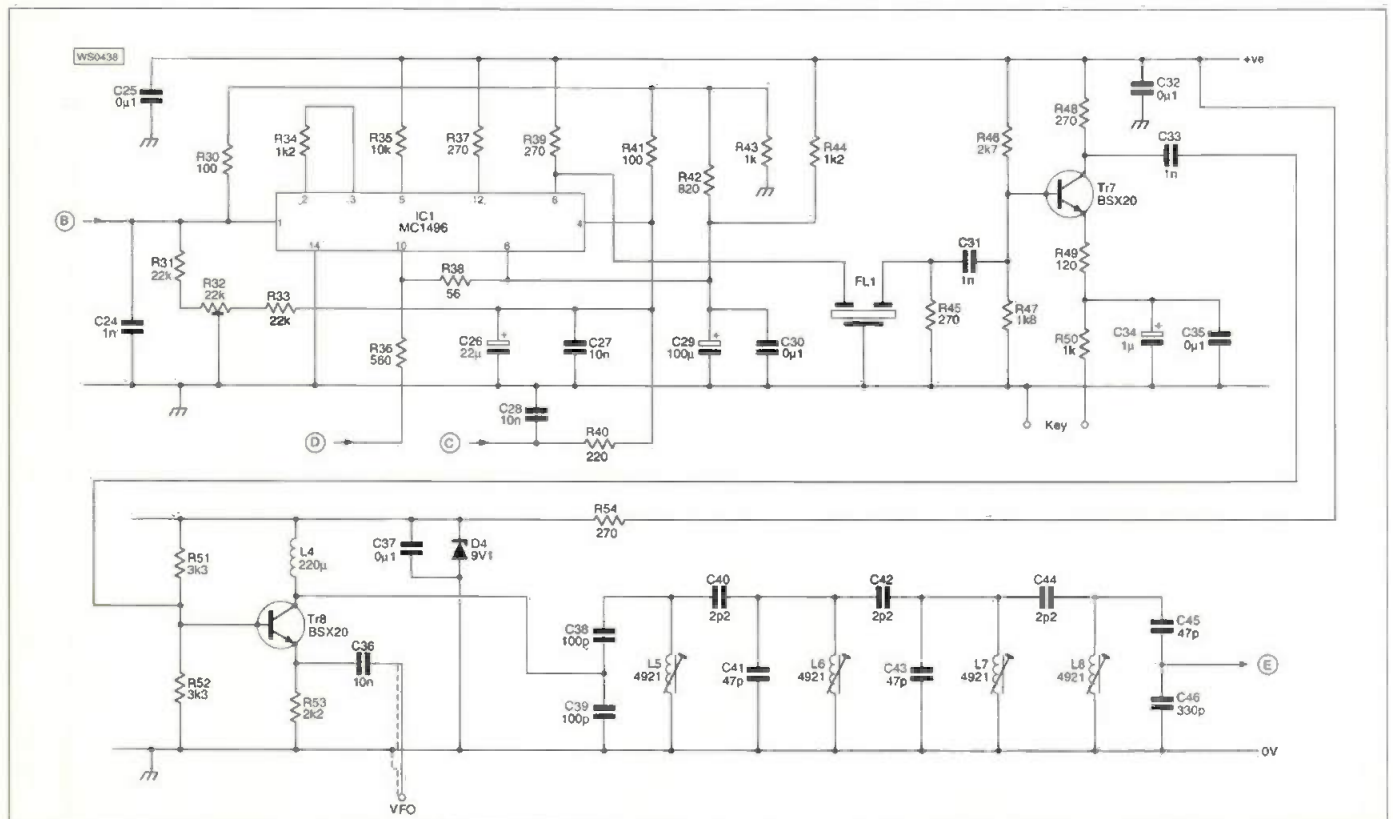 WS0438
+ve
C25
0μ1
R30
100
R34
1k2
R35
10k
R37
270
R39
270
R41
100
R42
820
R43
1k
R44
1k2
R46
2k7
R48
270
C32
0μ1
C33
1n
Tr7
BSX20
B
1
2
3
5
12
6
IC1
MC1496
4
14
10
8
R31
22k
R32
22k
R33
22k
C24
1n
R38
56
R36
560
C26
22μ
+
C27
10n
C29
100μ
+
C30
0μ1
FL1
C31
1n
R45
270
R47
1k8
R49
120
R50
1k
C34
1μ
+
C35
0μ1
C28
10n
D
C
R40
220
Key
R54
270
R51
3k3
L4
220μ
C37
0μ1
D4
9V1
Tr8
BSX20
C36
10n
R52
3k3
R53
2k2
VFO
C38
100p
C39
100p
L5
4921
C40
2p2
C41
47p
L6
4921
C42
2p2
C43
47p
L7
4921
C44
2p2
L8
4921
C45
47p
E
C46
330p
0V